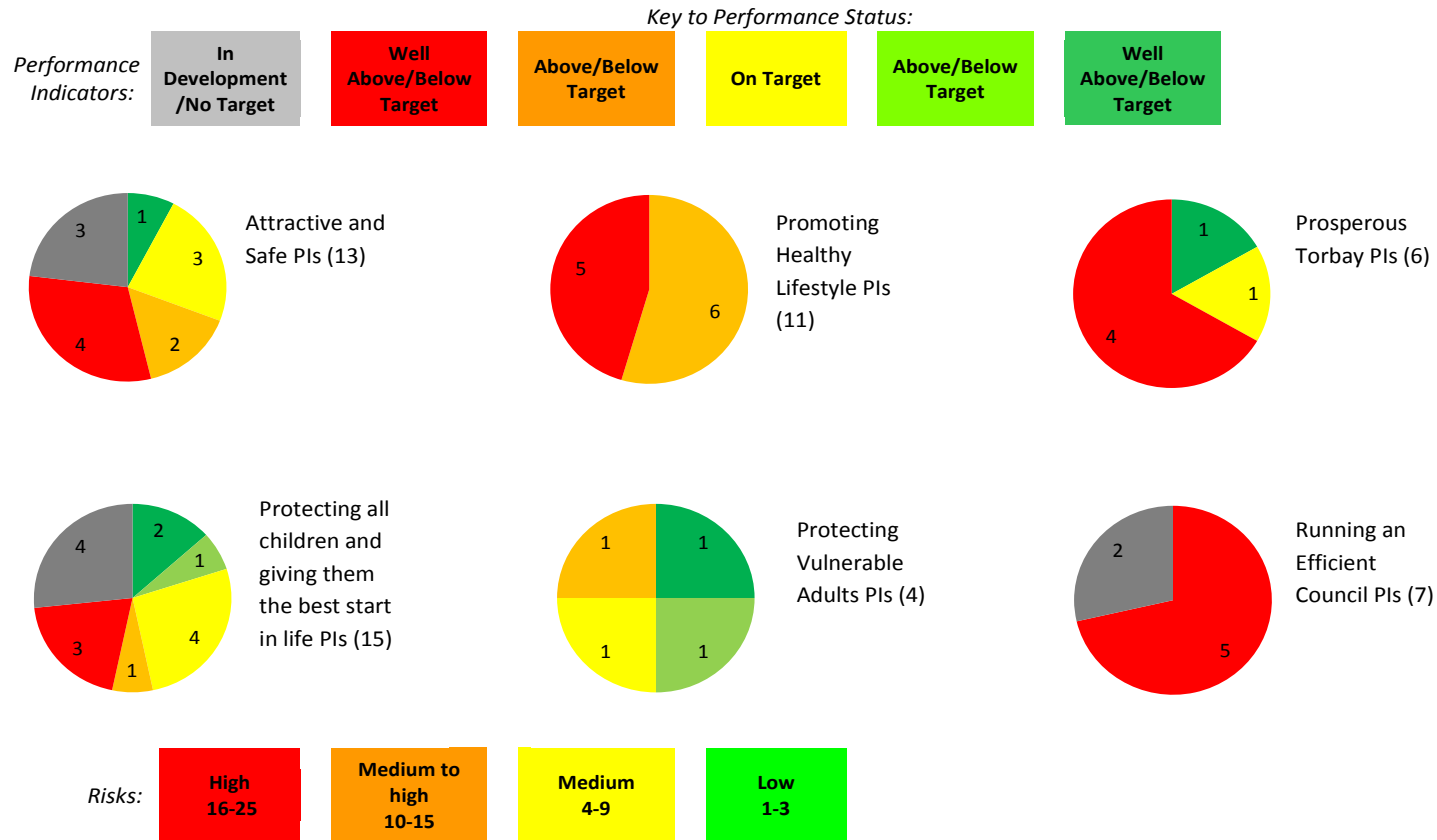 Key to Performance Status:
Performance
Indicators:
In
Development
/No Target
Well
Above/Below
Target
Above/Below
Target
On Target
Above/Below
Target
Well
Above/Below
Target
1
3
2
4
3
Attractive and
Safe PIs (13)
6
5
Promoting
Healthy
Lifestyle PIs
(11)
1
1
4
Prosperous
Torbay PIs (6)
2
1
4
1
3
4
Protecting all
children and
giving them
the best start
in life PIs (15)
1
1
1
1
Protecting
Vulnerable
Adults PIs (4)
5
2
Running an
Efficient
Council PIs (7)
Risks:
High
16-25
Medium to
high
10-15
Medium
4-9
Low
1-3